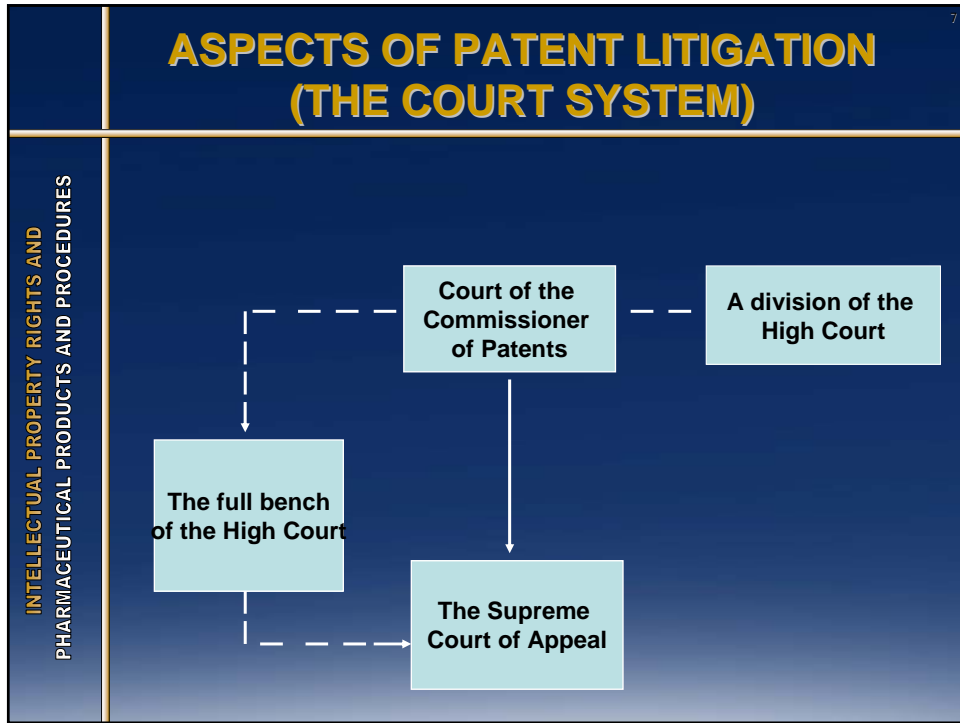 7
ASPECTS OF PATENT LITIGATION
(THE COURT SYSTEM)
INTELLECTUAL PROPERTY RIGHTS AND
PHARMACEUTICAL PRODUCTS AND PROCEDURES
Court of the
Commissioner
of Patents
A division of the
High Court
The full bench
of the High Court
The Supreme
Court of Appeal